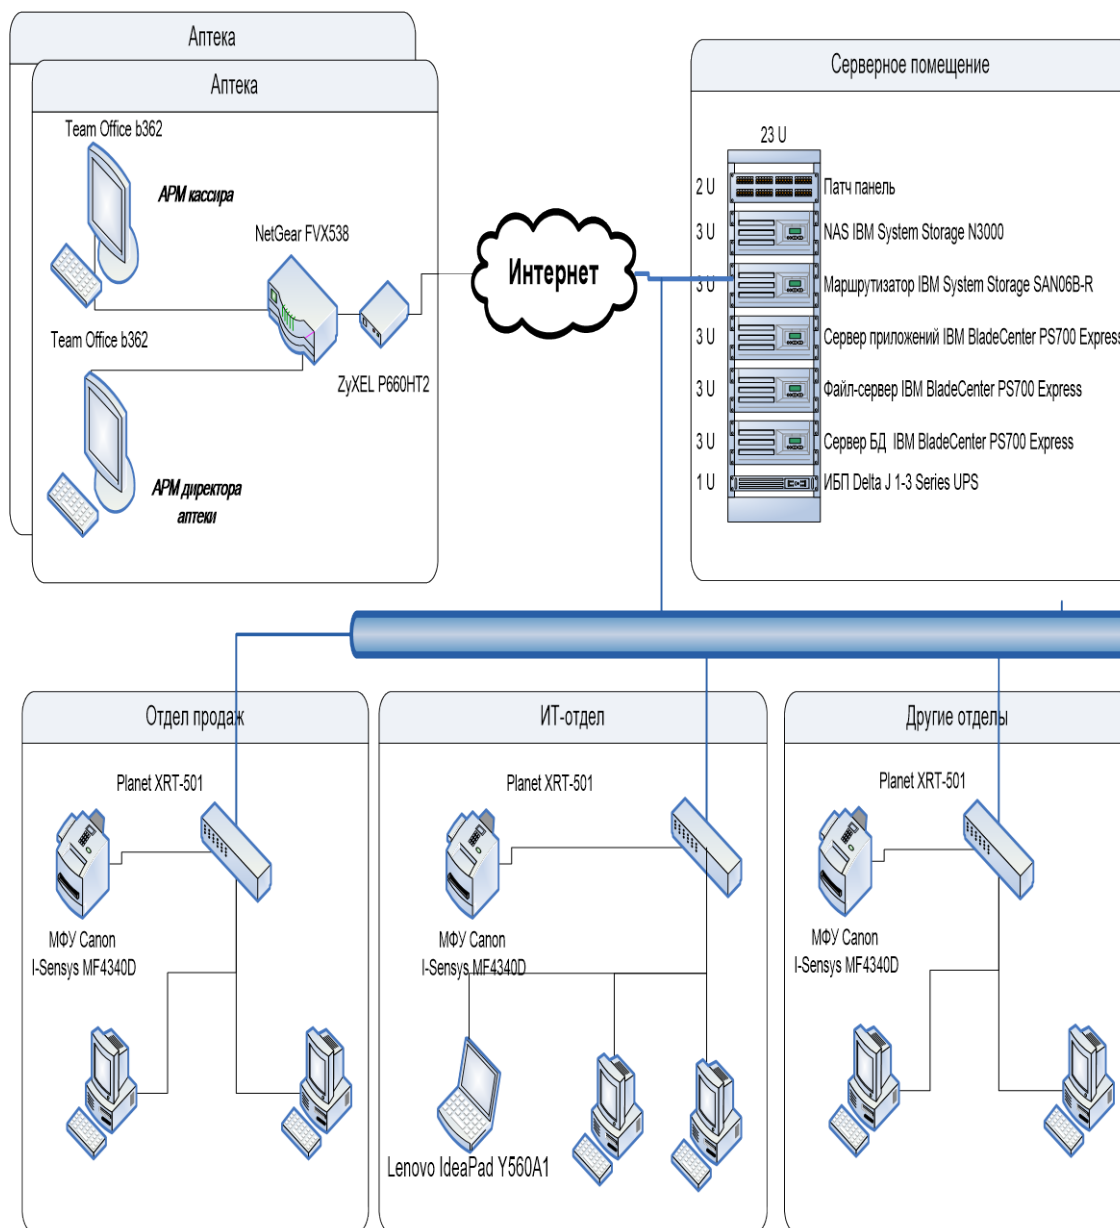 Аптека
Аптека
Team Office b362
АРМ кассира
NetGear FVX538
Team Office b362
ZyXEL P660HT2
АРМ директора
аптеки
Интернет
Серверное помещение
23 U
2 U Патч панель
3 U NAS IBM System Storage N3000
3 U Маршрутизатор IBM System Storage SAN06B-R
3 U Сервер приложений IBM BladeCenter PS700 Express
3 U Файл-сервер IBM BladeCenter PS700 Express
3 U Сервер БД IBM BladeCenter PS700 Express
1 U ИБП Delta J 1-3 Series UPS
Отдел продаж
Planet XRT-501
МФУ Canon
I-Sensys MF4340D
ИТ-отдел
Planet XRT-501
МФУ Canon
I-Sensys MF4340D
Lenovo IdeaPad Y560A1
Другие отделы
Planet XRT-501
МФУ Canon
I-Sensys MF4340D